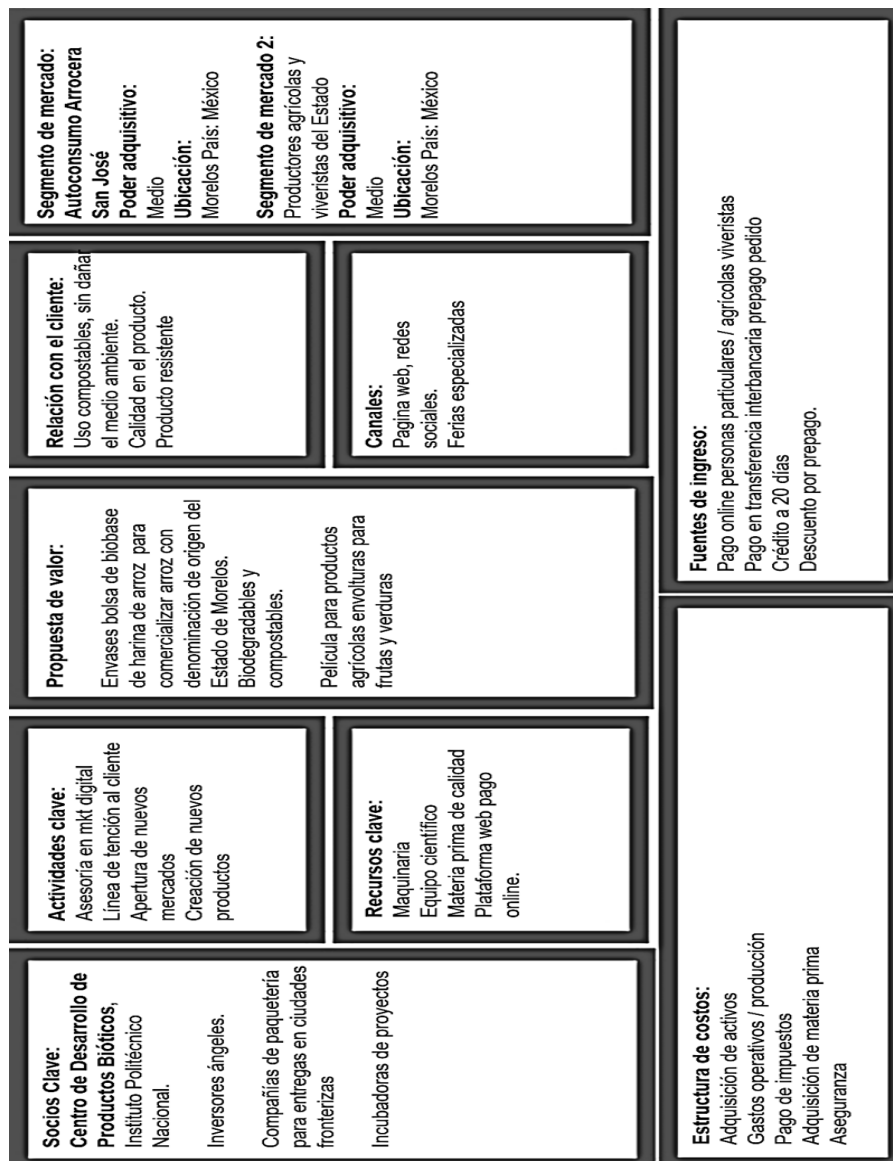 Socios Clave:
Centro de Desarrollo de
Productos Bióticos,
Instituto Politécnico
Nacional.
Inversores ángeles.
Compañías de paquetería
para entregas en ciudades
fronterizas
Incubadoras de proyectos
Actividades clave:
Asesoría en mkt digital
Línea de tención al cliente
Apertura de nuevos
mercados
Creación de nuevos
productos
Recursos clave:
Maquinaria
Equipo científico
Materia prima de calidad
Plataforma web pago
online.
Propuesta de valor:
Envases bolsa de biobase
de harina de arroz para
comercializar arroz con
denominación de origen del
Estado de Morelos.
Biodegradables y
compostables.
Película para productos
agrícolas envolturas para
frutas y verduras
Relación con el cliente:
Uso compostables, sin dañar
el medio ambiente.
Calidad en el producto.
Producto resistente
Canales:
Pagina web, redes
sociales.
Ferias especializadas
Segmento de mercado:
Autoconsumo Arrocera
San José
Poder adquisitivo:
Medio
Ubicación:
Morelos País: México
Segmento de mercado 2:
Productores agrícolas y
viveristas del Estado
Poder adquisitivo:
Medio
Ubicación:
Morelos País: México
Estructura de costos:
Adquisición de activos
Gastos operativos / producción
Pago de impuestos
Adquisición de materia prima
Aseguranza
Fuentes de ingreso:
Pago online personas particulares / agrícolas viveristas
Pago en transferencia interbancaria prepago pedido
Crédito a 20 días
Descuento por prepago.